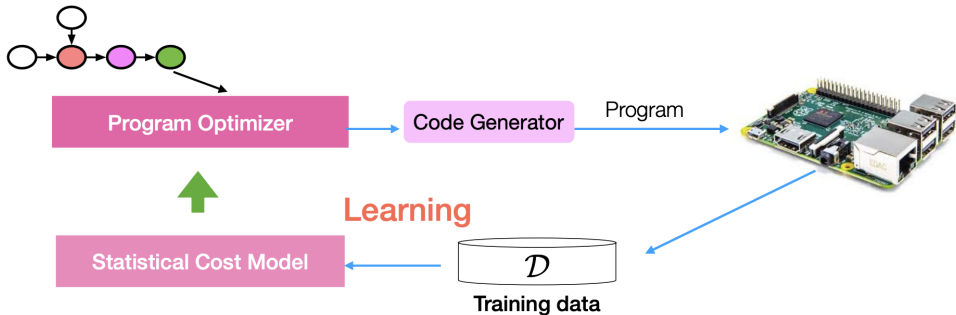 Program Optimizer
Code Generator
Program
Learning
Statistical Cost Model
𝒟
Training data